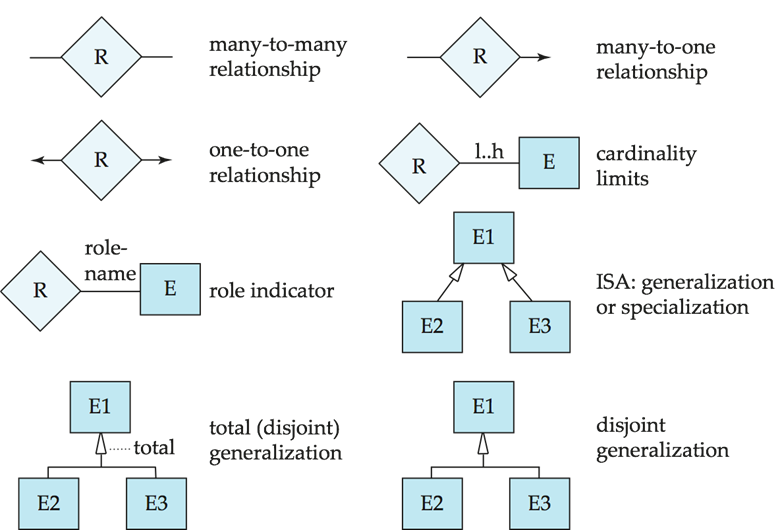 R
many-to-many
relationship
R
many-to-one
relationship
R
one-to-one
relationship
R
l..h
E
cardinality
limits
R
role-
name
E
role indicator
E1
E2
E3
ISA: generalization
or specialization
E1
total
E2
E3
total (disjoint)
generalization
E1
E2
E3
disjoint
generalization